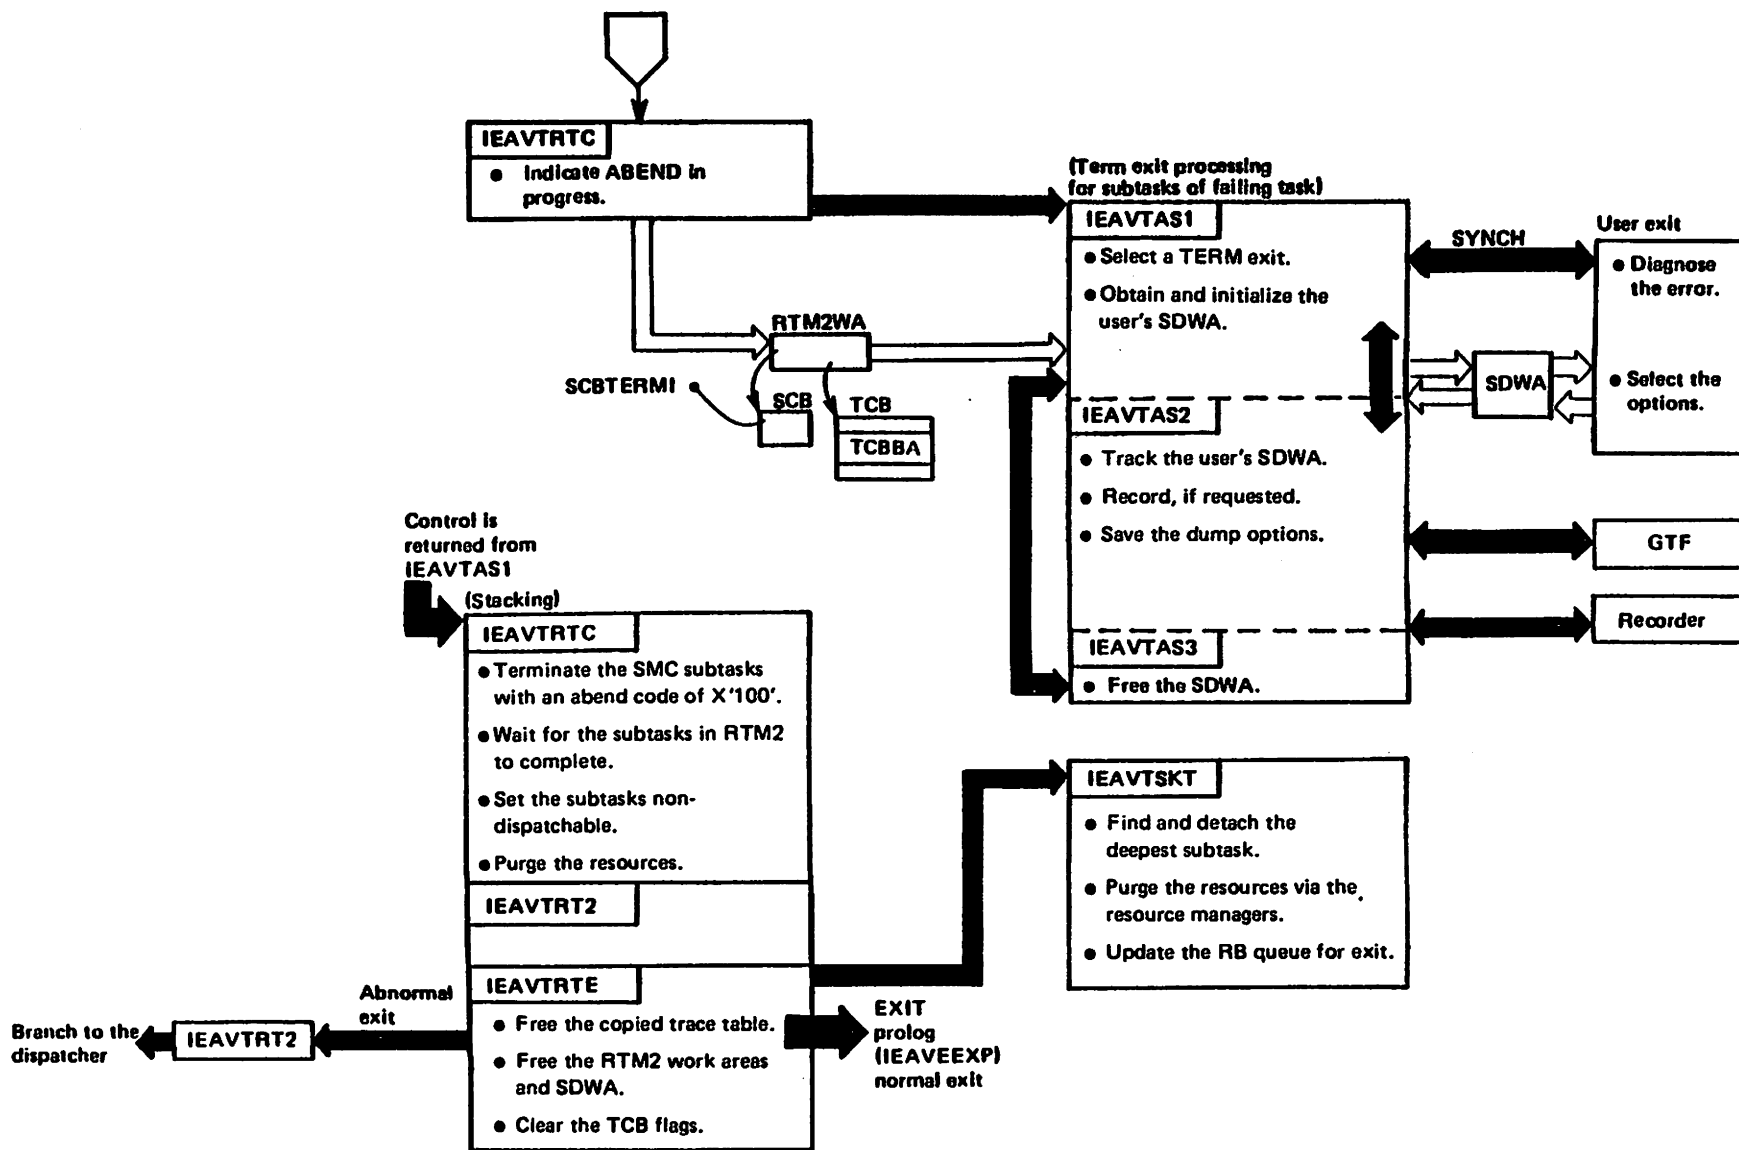 IEAVTRTC
● Indicate ABEND in
progress.
(Term exit processing
for subtasks of failing task)
IEAVTAS1
● Select a TERM exit.
● Obtain and initialize the
user's SDWA.
SYNCH
User exit
● Diagnose
the error.
● Select the
options.
RTM2WA
SCBTERMI
SCB
TCB
TCBBA
SDWA
IEAVTAS2
● Track the user's SDWA.
● Record, if requested.
● Save the dump options.
GTF
Recorder
IEAVTAS3
● Free the SDWA.
Control is
returned from
IEAVTAS1
(Stacking)
IEAVTRTC
● Terminate the SMC subtasks
with an abend code of X'100'.
● Wait for the subtasks in RTM2
to complete.
● Set the subtasks non-
dispatchable.
● Purge the resources.
IEAVTRT2
IEAVTSKT
● Find and detach the
deepest subtask.
● Purge the resources via the
resource managers.
● Update the RB queue for exit.
IEAVTRTE
● Free the copied trace table.
● Free the RTM2 work areas
and SDWA.
● Clear the TCB flags.
EXIT
prolog
(IEAVEEXP)
normal exit
Abnormal
exit
IEAVTRT2
Branch to the
dispatcher